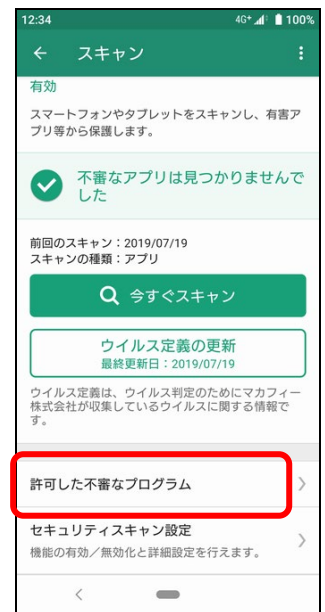 12:34 4G+ 100%
スキャン
有効
スマートフォンやタブレットをスキャンし、有害ア
プリ等から保護します。
不審なアプリは見つかりませんで
した
前回のスキャン：2019/07/19
スキャンの種類：アプリ
今すぐスキャン
ウイルス定義の更新
最終更新日：2019/07/19
ウイルス定義は、ウイルス判定のためにマカフィー
株式会社が収集しているウイルスに関する情報で
す。
許可した不審なプログラム
セキュリティスキャン設定
機能の有効／無効化と詳細設定を行えます。